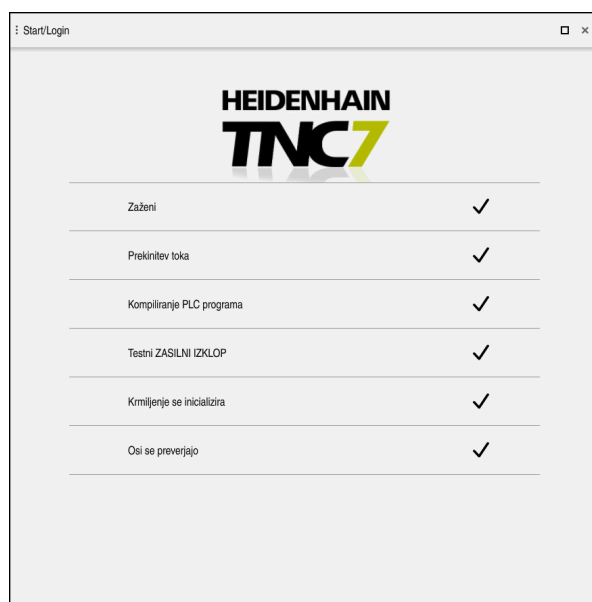 Start/Login
HEIDENHAIN
TNC7
Zaženi
Prekinitev toka
Kompiliranje PLC programa
Testni ZASILNI IZKLOP
Krmiljenje se inicializira
Osi se preverjajo